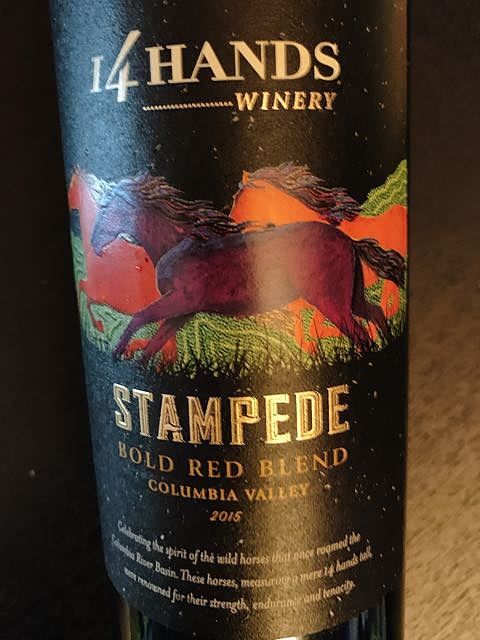 14 HANDS
WINERY
STAMPEDE
BOLD RED BLEND
COLUMBIA VALLEY
2015
Celebrating the spirit of the wild horses that once roamed the
Columbia River Basin. These horses, measuring a mere 14 hands tall,
were renowned for their strength, endurance and tenacity.